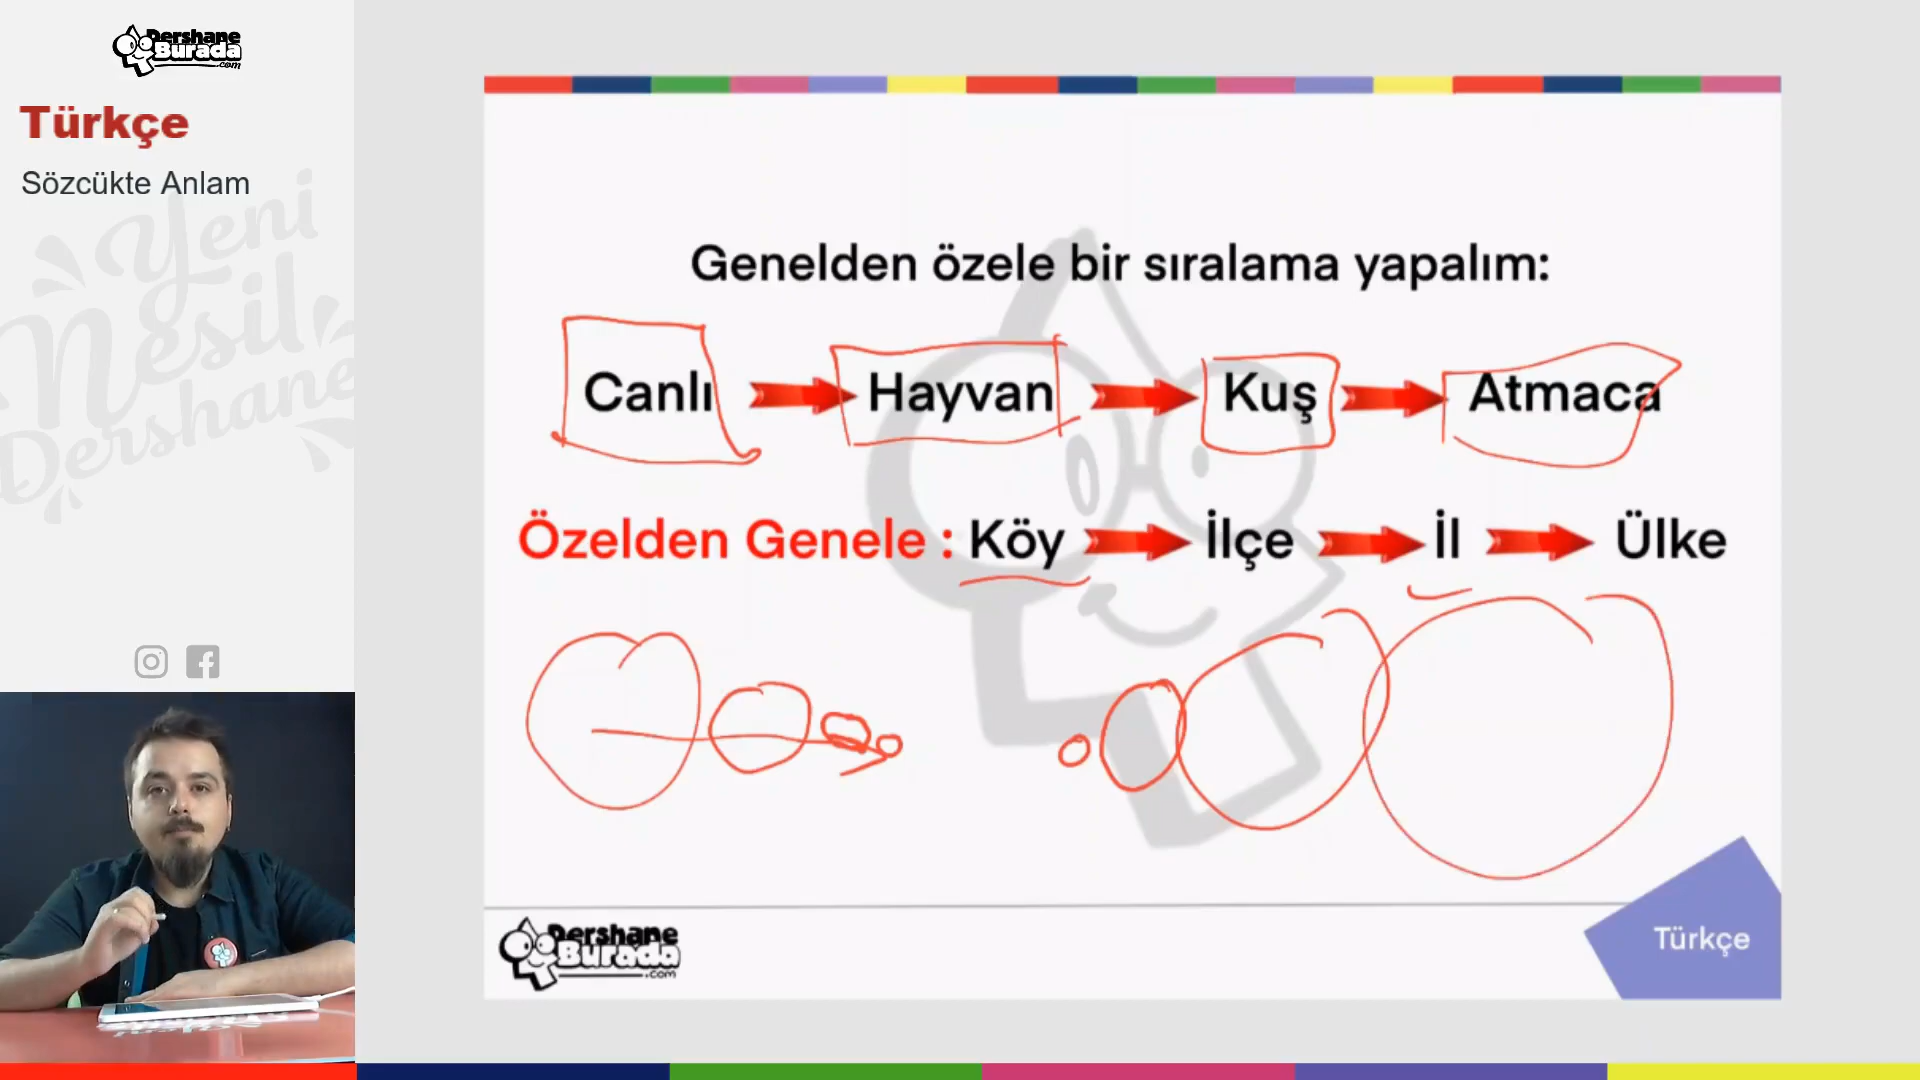 Dershane
Burada
.com
Türkçe
Sözcükte Anlam
Yeni
Nesil
Dershane
Genelden özele bir sıralama yapalım:
Canlı Hayvan Kuş Atmaca
Özelden Genele : Köy İlçe İl Ülke
Dershane
Burada
.com
Türkçe